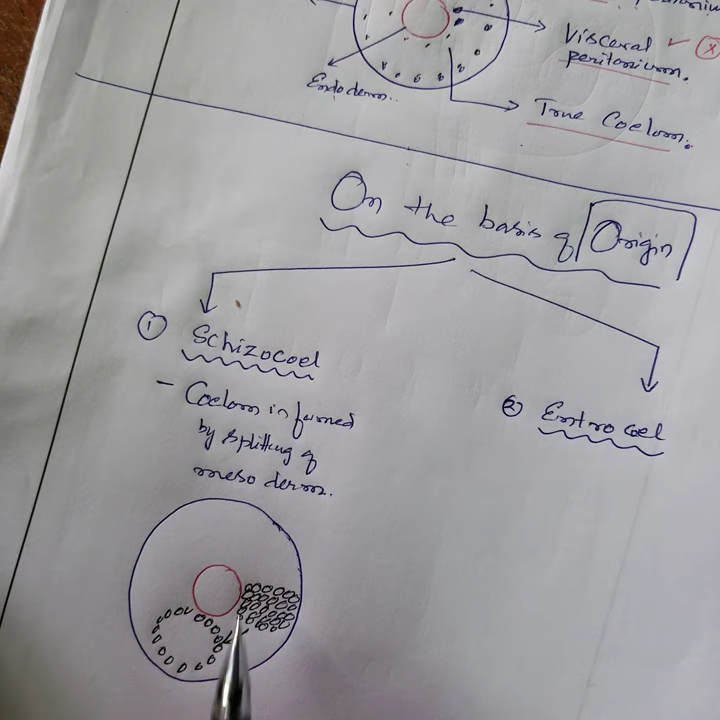 Visceral ✓ ⓧ
peritonium.
Endoderm..
True Coelom.
On the basis of Origin
① Schizocoel
- Coelom is formed
by splitting of
mesoderm.
② Entrocoel